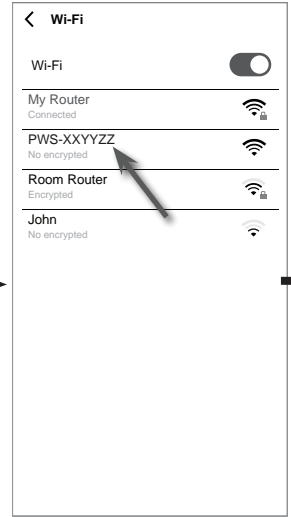 Wi-Fi
Wi-Fi
My Router
Connected
PWS-XXYYZZ
No encrypted
Room Router
Encrypted
John
No encrypted